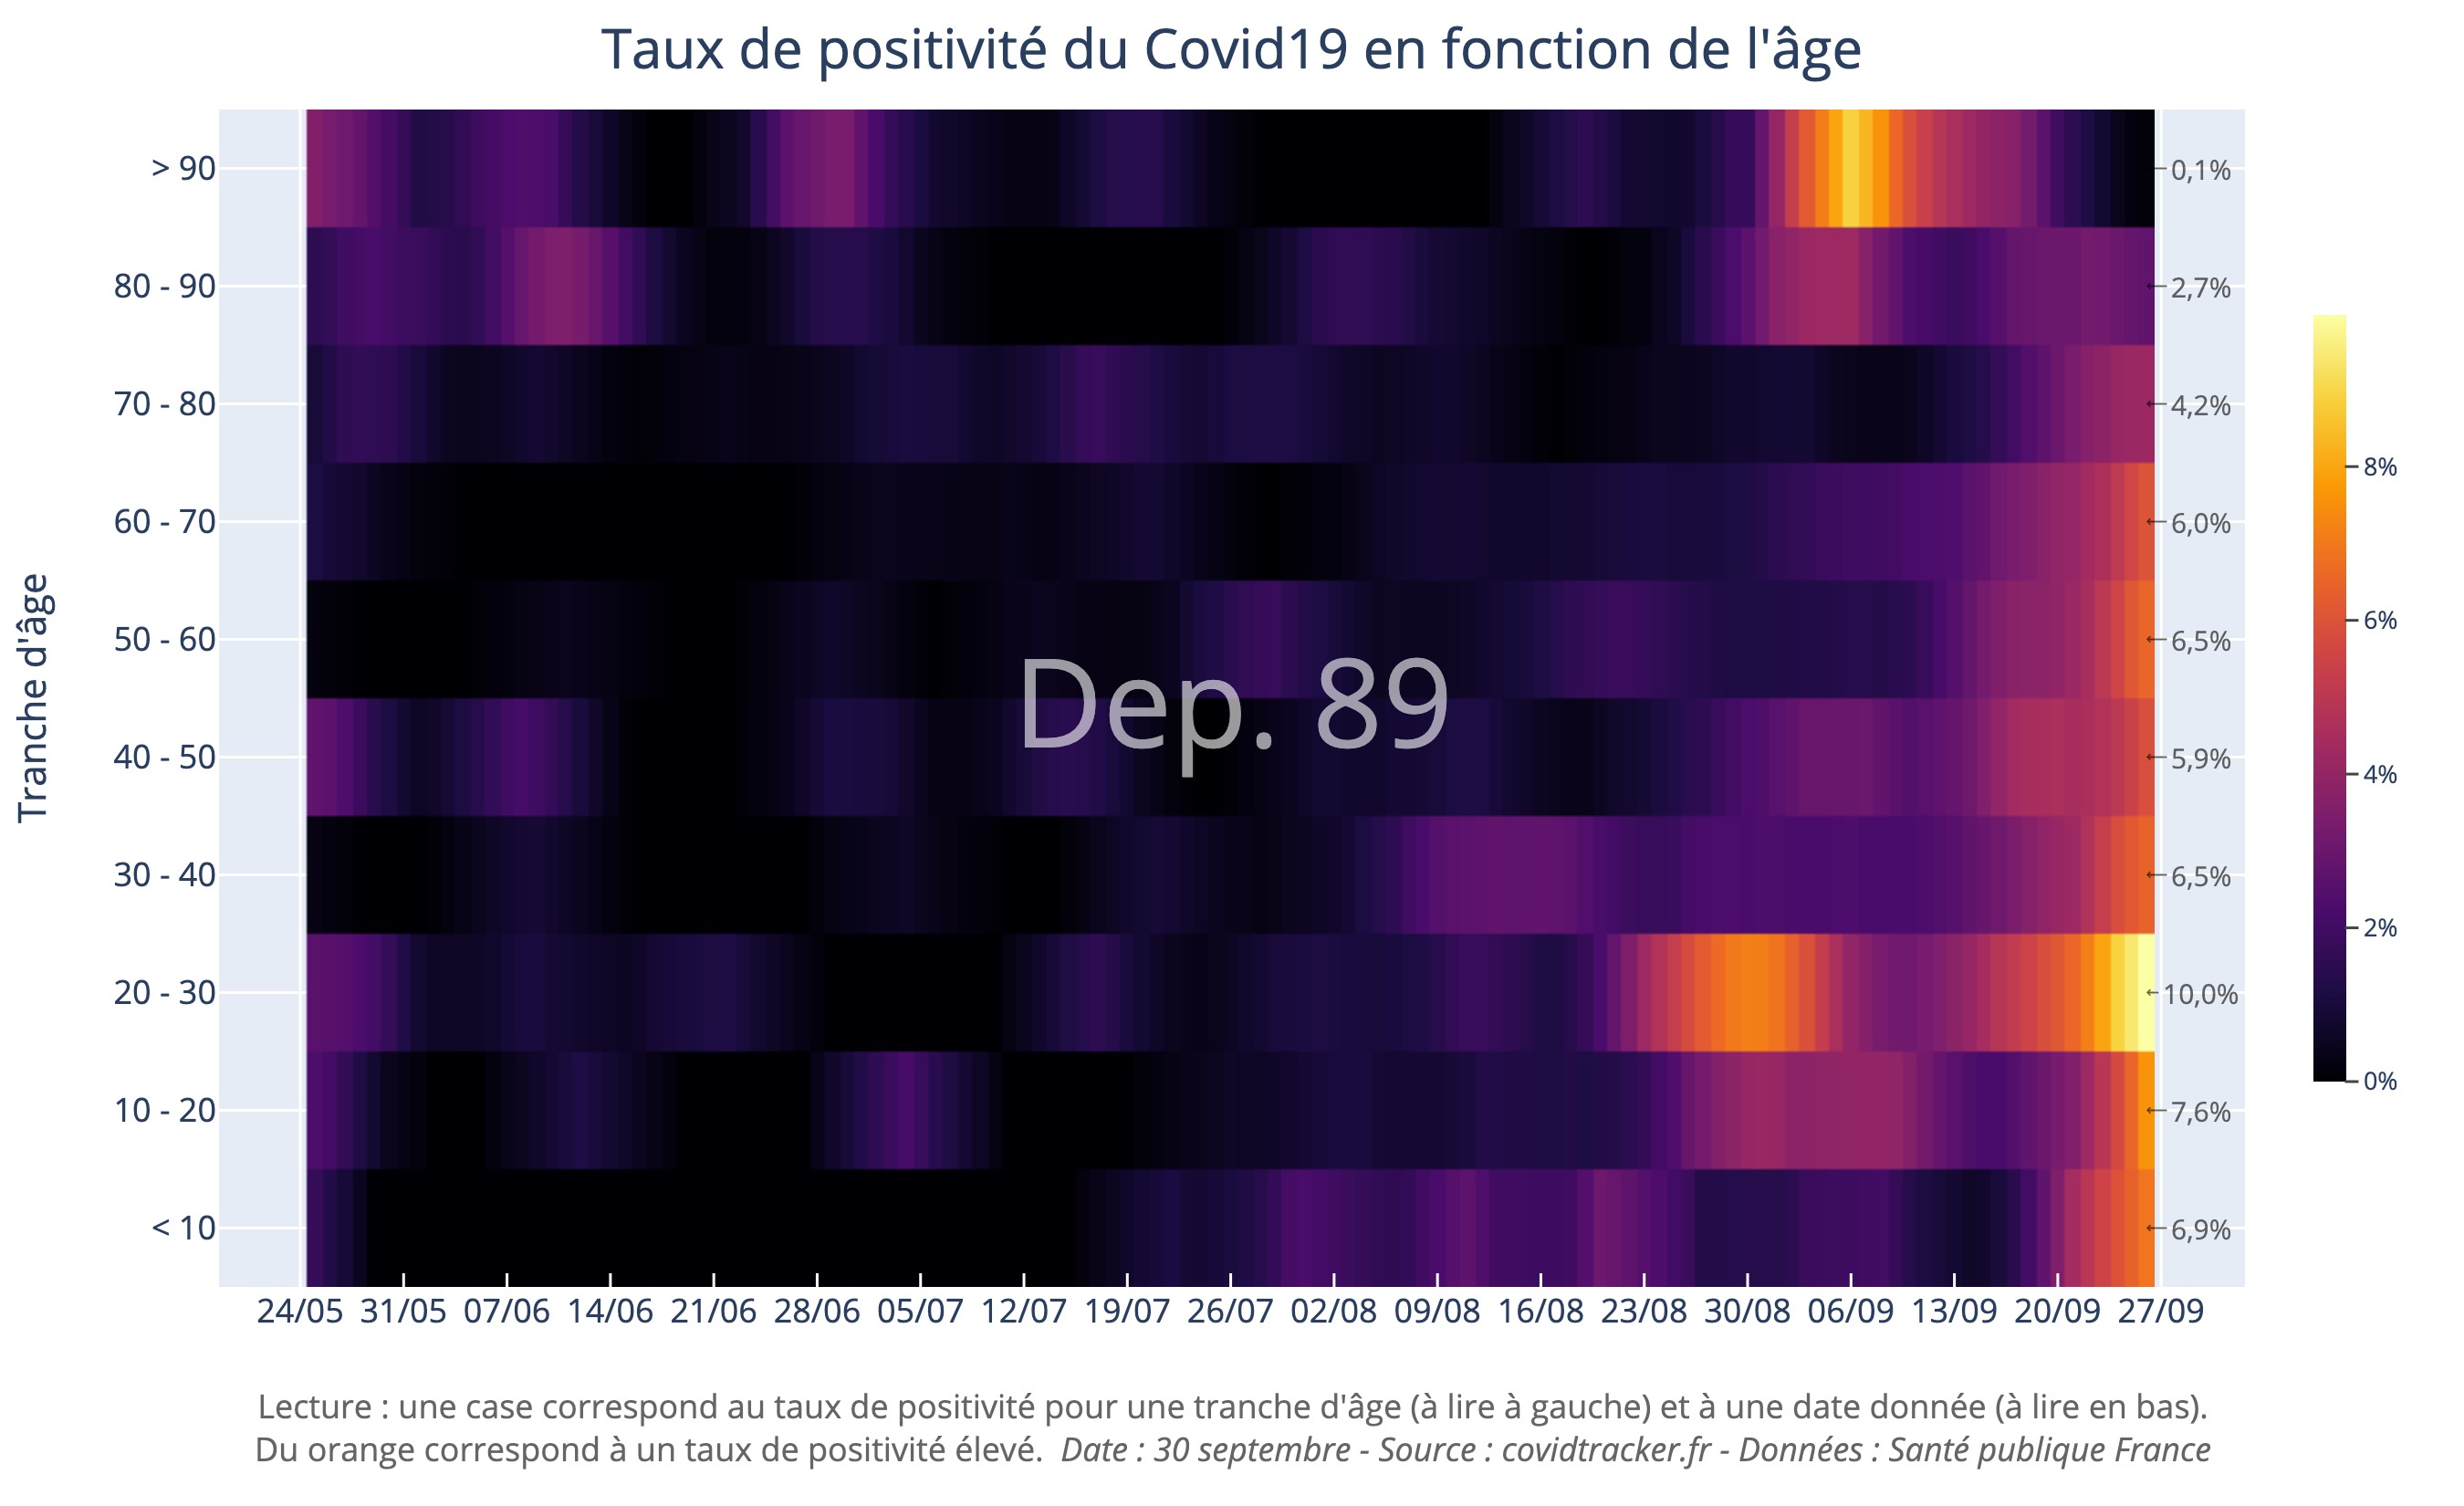 Taux de positivité du Covid19 en fonction de l'âge
Tranche d'âge
> 90
80 - 90
70 - 80
60 - 70
50 - 60
40 - 50
30 - 40
20 - 30
10 - 20
< 10
Dep. 89
0,1%
2,7%
4,2%
6,0%
6,5%
5,9%
6,5%
10,0%
7,6%
6,9%
8%
6%
4%
2%
0%
24/05 31/05 07/06 14/06 21/06 28/06 05/07 12/07 19/07 26/07 02/08 09/08 16/08 23/08 30/08 06/09 13/09 20/09 27/09
Lecture : une case correspond au taux de positivité pour une tranche d'âge (à lire à gauche) et à une date donnée (à lire en bas).
Du orange correspond à un taux de positivité élevé. Date : 30 septembre - Source : covidtracker.fr - Données : Santé publique France